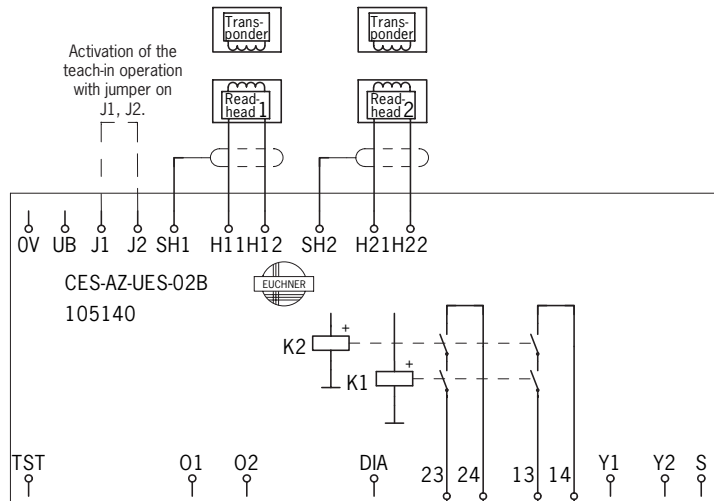 Trans-
ponder
Trans-
ponder
Activation of the
teach-in operation
with jumper on
J1, J2.
Read-
head 1
Read-
head 2
0V UB J1 J2 SH1 H11 H12 SH2 H21 H22
CES-AZ-UES-02B
EUCHNER
105140
K2 +
K1 +
TST O1 O2 DIA 23 24 13 14 Y1 Y2 S